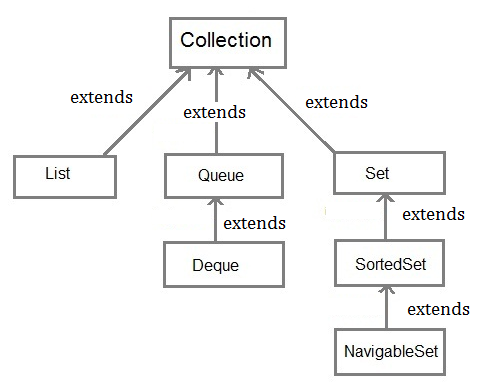 Collection
extends
extends
extends
List
Queue
Set
extends
extends
Deque
SortedSet
extends
NavigableSet